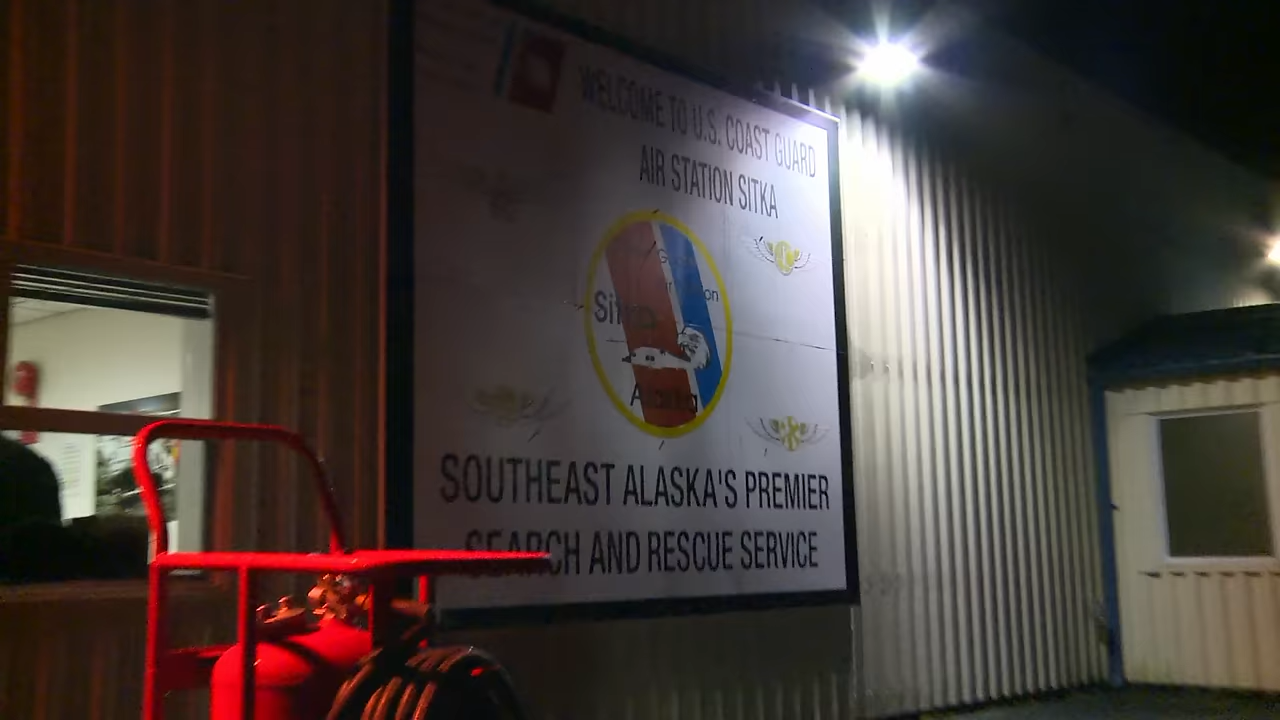 WELCOME TO U.S. COAST GUARD
AIR STATION SITKA
Sitka
Alaska
SOUTHEAST ALASKA'S PREMIER
SEARCH AND RESCUE SERVICE